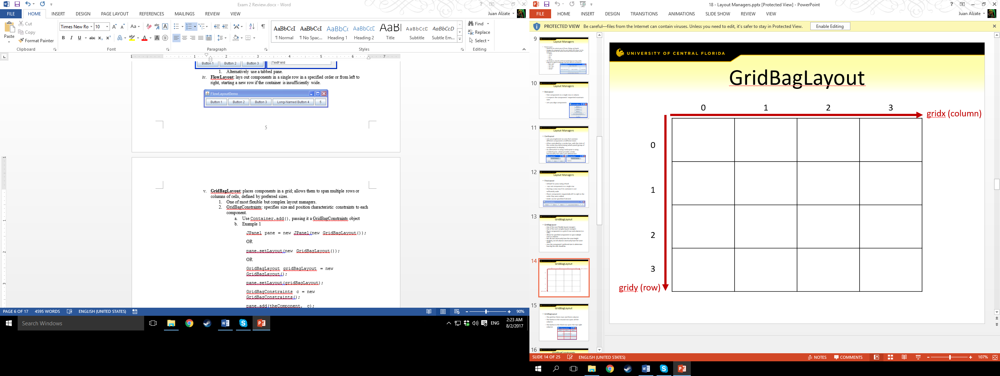 Exam 2 Review.docx - Word
FILE
HOME
INSERT
DESIGN
PAGE LAYOUT
REFERENCES
MAILINGS
REVIEW
VIEW
Juan Alzate
Paste
Cut
Copy
Format Painter
Clipboard
Times New Ro
10
Font
Paragraph
AaBbCcI
¶ Normal
AaBbCcI
¶ No Spac...
AaBbC
Heading 1
AaBbCcE
Heading 2
AaB
Title
AaBbCcD
Subtitle
AaBbCcD
Subtle Em...
Styles
Find
Replace
Select
Editing
Button 1 Button 2 Button 3
TextField
1. Alternatively use a tabbed pane.
iv. FlowLayout: lays out components in a single row in a specified order or from left to
right, starting a new row if the container is insufficiently wide.
FlowLayoutDemo
Button 1 Button 2 Button 3 Long-Named Button 4 5
5
v. GridBagLayout: places components in a grid; allows them to span multiple rows or
columns of cells, defined by preferred sizes.
1. One of most flexible but complex layout managers.
2. GridBagConstraints: specifies size and position characteristic constraints to each
component.
a. Use Container.add(), passing it a GridBagConstraints object
b. Example 1
JPanel pane = new JPanel(new GridBagLayout());
OR
pane.setLayout(new GridBagLayout());
OR
GridBagLayout gridBagLayout = new
GridBagLayout();
pane.setLayout(gridBagLayout);
GridBagConstraints c = new
GridBagConstraints();
pane.add(theComponent, c);
PAGE 6 OF 17
4595 WORDS
ENGLISH (UNITED STATES)
90%
Search Windows
ENG
2:23 AM
8/2/2017
18 - Layout Managers.pptx [Protected View] - PowerPoint
FILE
HOME
INSERT
DESIGN
TRANSITIONS
ANIMATIONS
SLIDE SHOW
REVIEW
VIEW
Juan Alzate
PROTECTED VIEW Be careful—files from the Internet can contain viruses. Unless you need to edit, it's safer to stay in Protected View.
Enable Editing
9
Layout Managers
10
Layout Managers
BoxLayout
11
Layout Managers
CardLayout
12
Layout Managers
FlowLayout
13
GridBagLayout
GridBagLayout
14
GridBagLayout
15
GridBagLayout
GridBagLayout
16
GridBagConstraints
UNIVERSITY OF CENTRAL FLORIDA
GridBagLayout
0 1 2 3
gridx (column)
0
1
2
3
gridy (row)
SLIDE 14 OF 25
ENGLISH (UNITED STATES)
NOTES
COMMENTS
107%